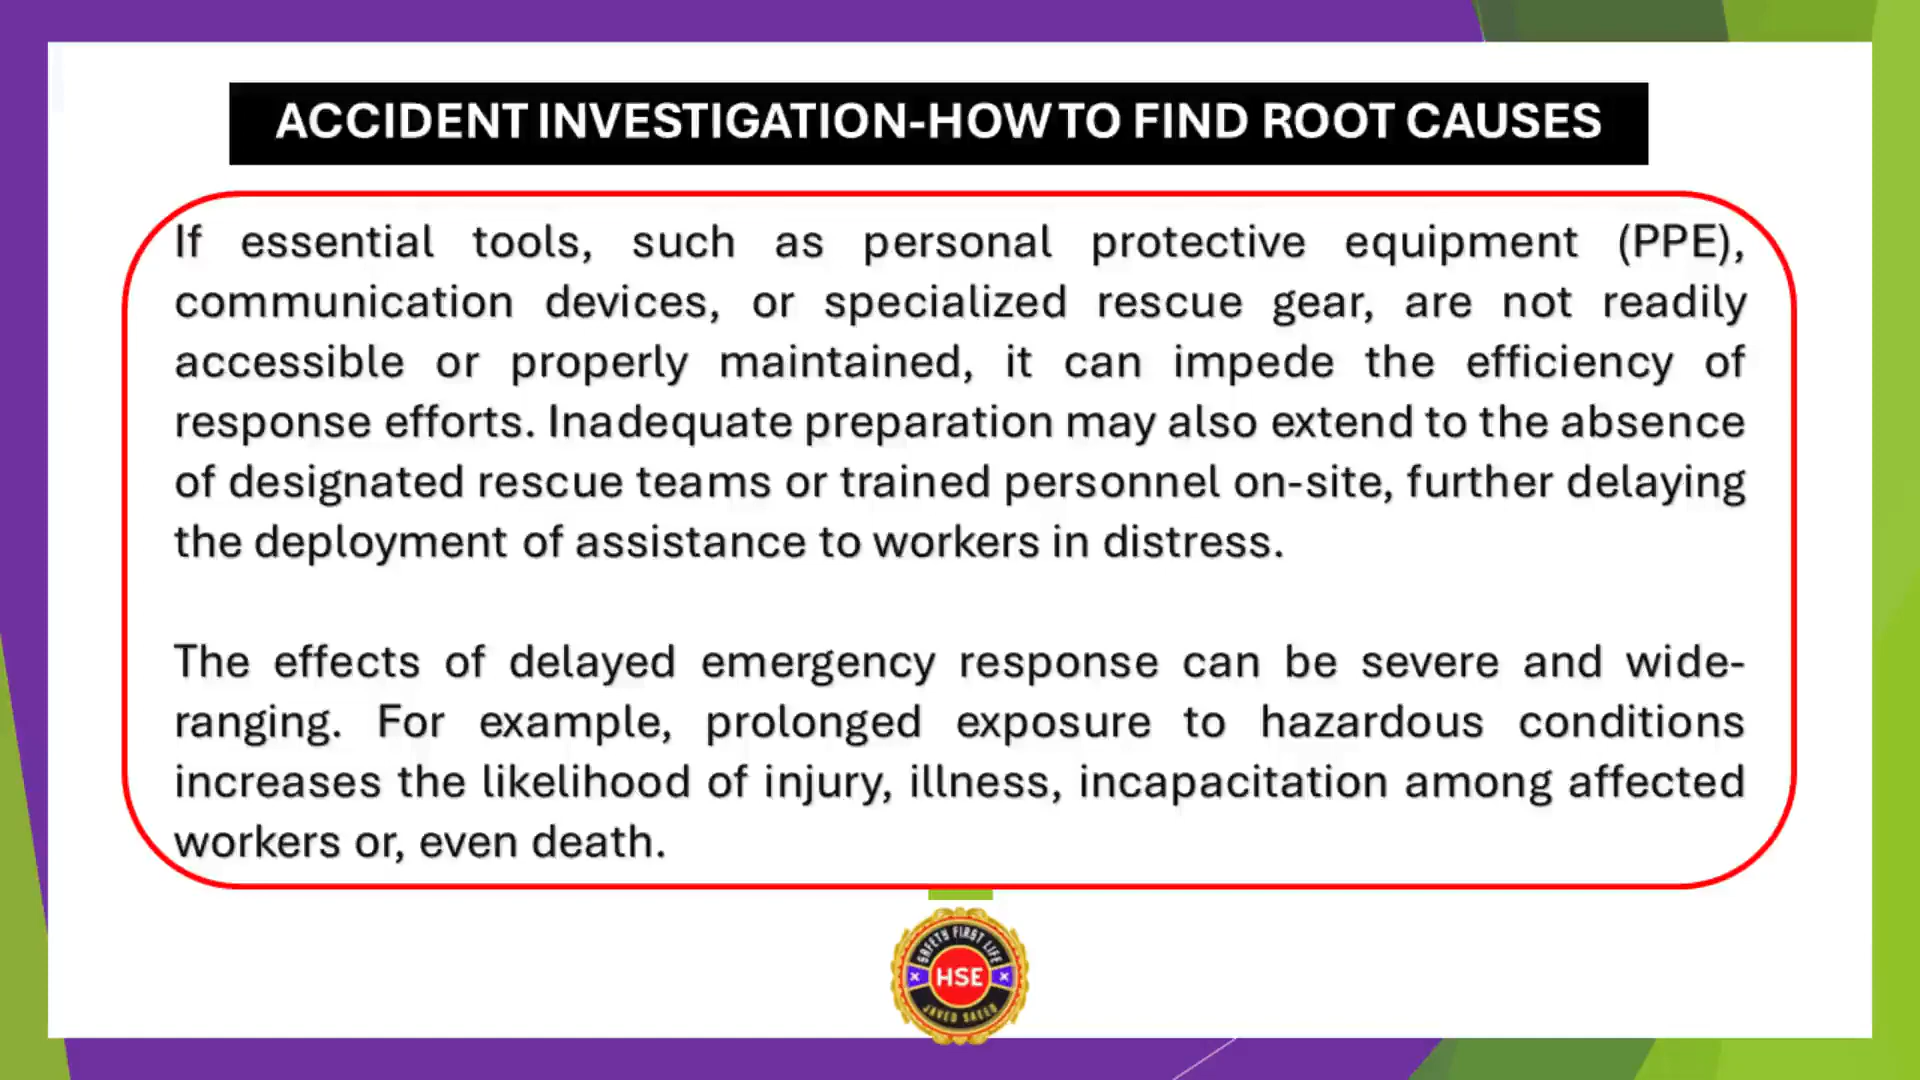 ACCIDENT INVESTIGATION-HOW TO FIND ROOT CAUSES
If essential tools, such as personal protective equipment (PPE),
communication devices, or specialized rescue gear, are not readily
accessible or properly maintained, it can impede the efficiency of
response efforts. Inadequate preparation may also extend to the absence
of designated rescue teams or trained personnel on-site, further delaying
the deployment of assistance to workers in distress.
The effects of delayed emergency response can be severe and wide-
ranging. For example, prolonged exposure to hazardous conditions
increases the likelihood of injury, illness, incapacitation among affected
workers or, even death.
SAFETY FIRST LIFE
HSE
JAVED SAEED